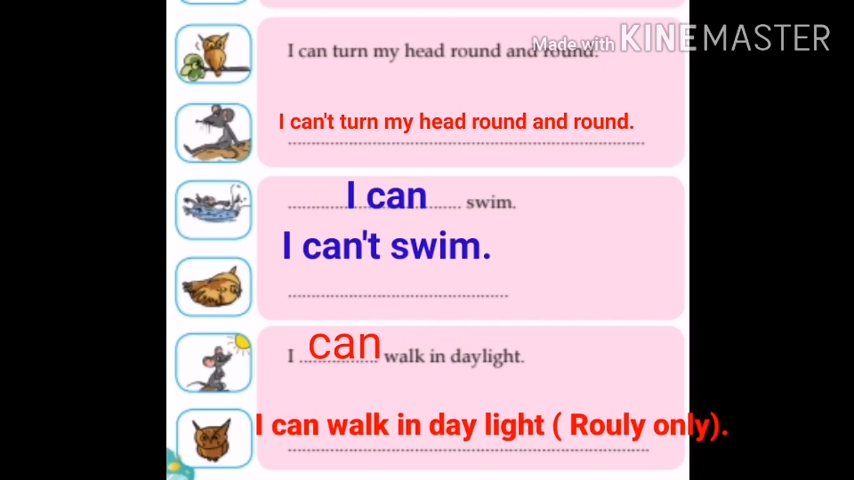 Made with KINEMASTER
I can turn my head round and round.
I can't turn my head round and round.
I can swim.
I can't swim.
I can walk in daylight.
I can walk in day light ( Rouly only).